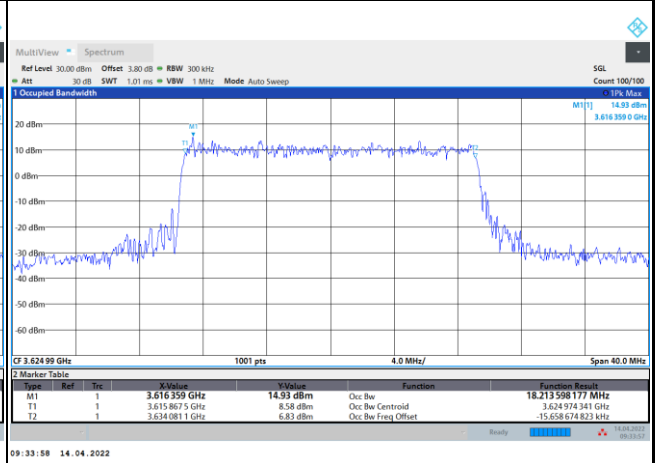 MultiView Spectrum
Ref Level 30.00 dBm Offset 3.80 dB RBW 300 kHz SGL
Att 30 dB SWT 1.01 ms VBW 1 MHz Mode Auto Sweep Count 100/100
1 Occupied Bandwidth 1Pk Max
M1[1] 14.93 dBm
3.616 359 0 GHz
M1
20 dBm
T1 T2
10 dBm
0 dBm
-10 dBm
-20 dBm
-30 dBm
-40 dBm
-50 dBm
-60 dBm
CF 3.624 99 GHz 1001 pts 4.0 MHz/ Span 40.0 MHz
2 Marker Table
Type Ref Trc X-Value Y-Value Function Function Result
M1 1 3.616 359 GHz 14.93 dBm Occ Bw 18.213 598 177 MHz
T1 1 3.615 867 5 GHz 8.58 dBm Occ Bw Centroid 3.624 974 341 GHz
T2 1 3.634 081 1 GHz 6.83 dBm Occ Bw Freq Offset -15.658 674 823 kHz
Ready 14.04.2022
09:33:57
09:33:58 14.04.2022